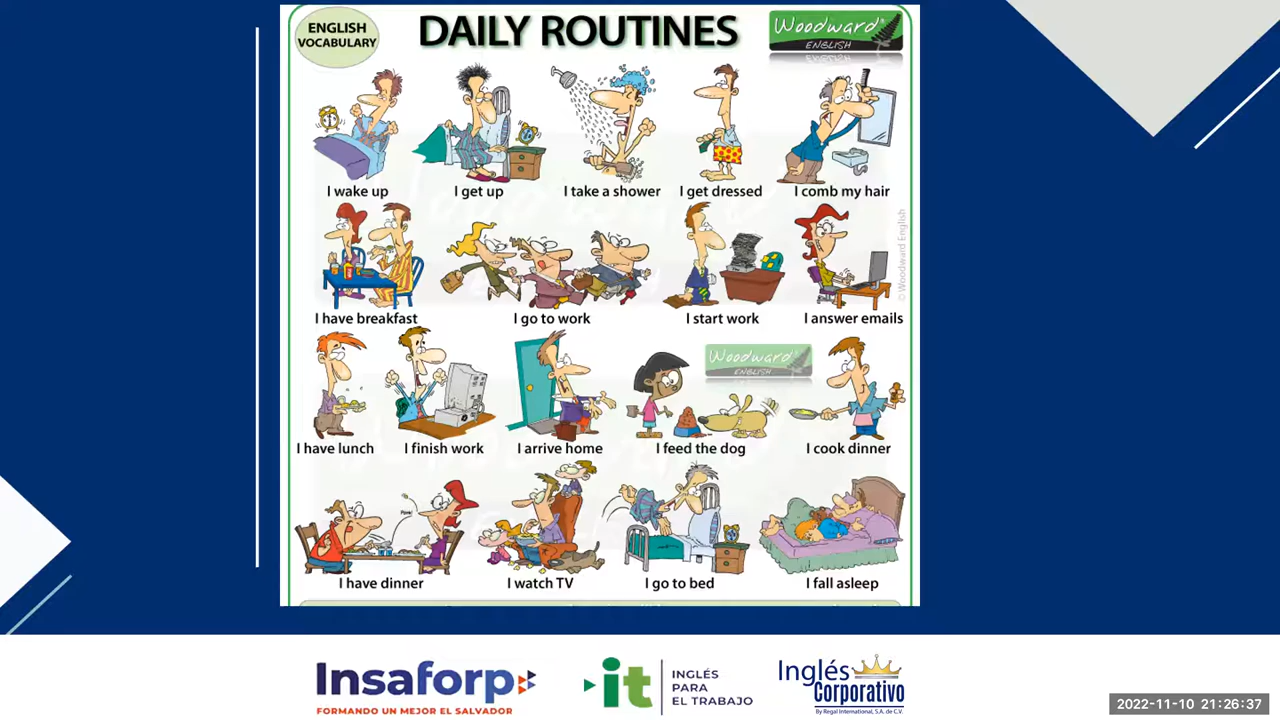 ENGLISH
VOCABULARY
DAILY ROUTINES
Woodward®
ENGLISH
I wake up
I get up
I take a shower
I get dressed
I comb my hair
I have breakfast
I go to work
I start work
I answer emails
© Woodward English
Woodward®
ENGLISH
I have lunch
I finish work
I arrive home
I feed the dog
I cook dinner
I have dinner
I watch TV
I go to bed
I fall asleep
Insaforp
FORMANDO UN MEJOR EL SALVADOR
it
INGLÉS
PARA
EL TRABAJO
Inglés
Corporativo
By Regal International, S.A. de C.V.
2022-11-10 21:26:37